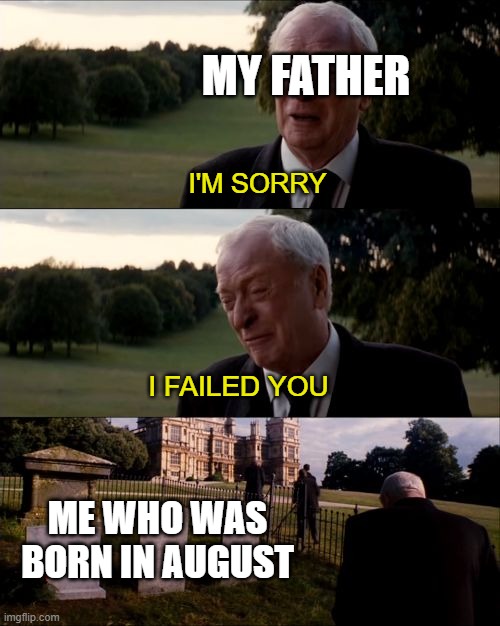 MY FATHER
I'M SORRY
I FAILED YOU
ME WHO WAS
BORN IN AUGUST
imgflip.com